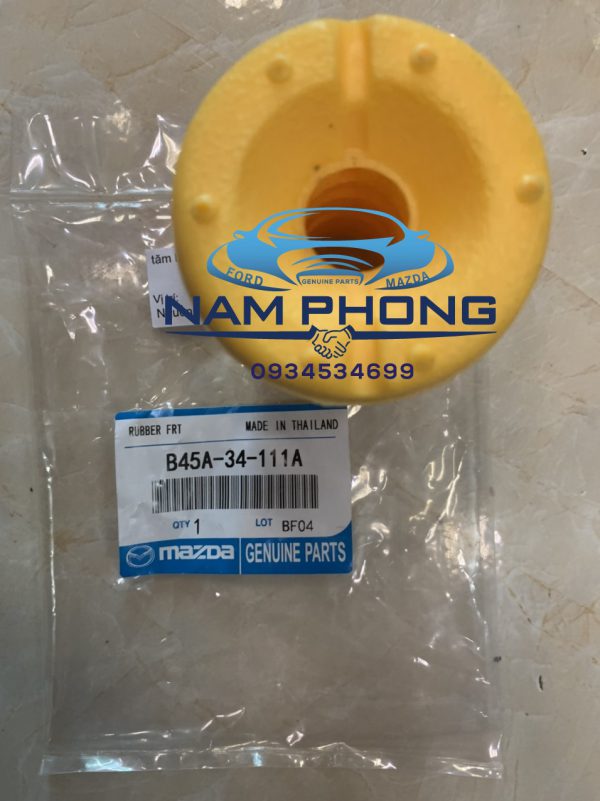 tăm
FORD
GENUINE PARTS
MAZDA
NAM PHONG
0934534699
RUBBER FRT MADE IN THAILAND
B45A-34-111A
QTY 1 LOT BF04
mazda GENUINE PARTS